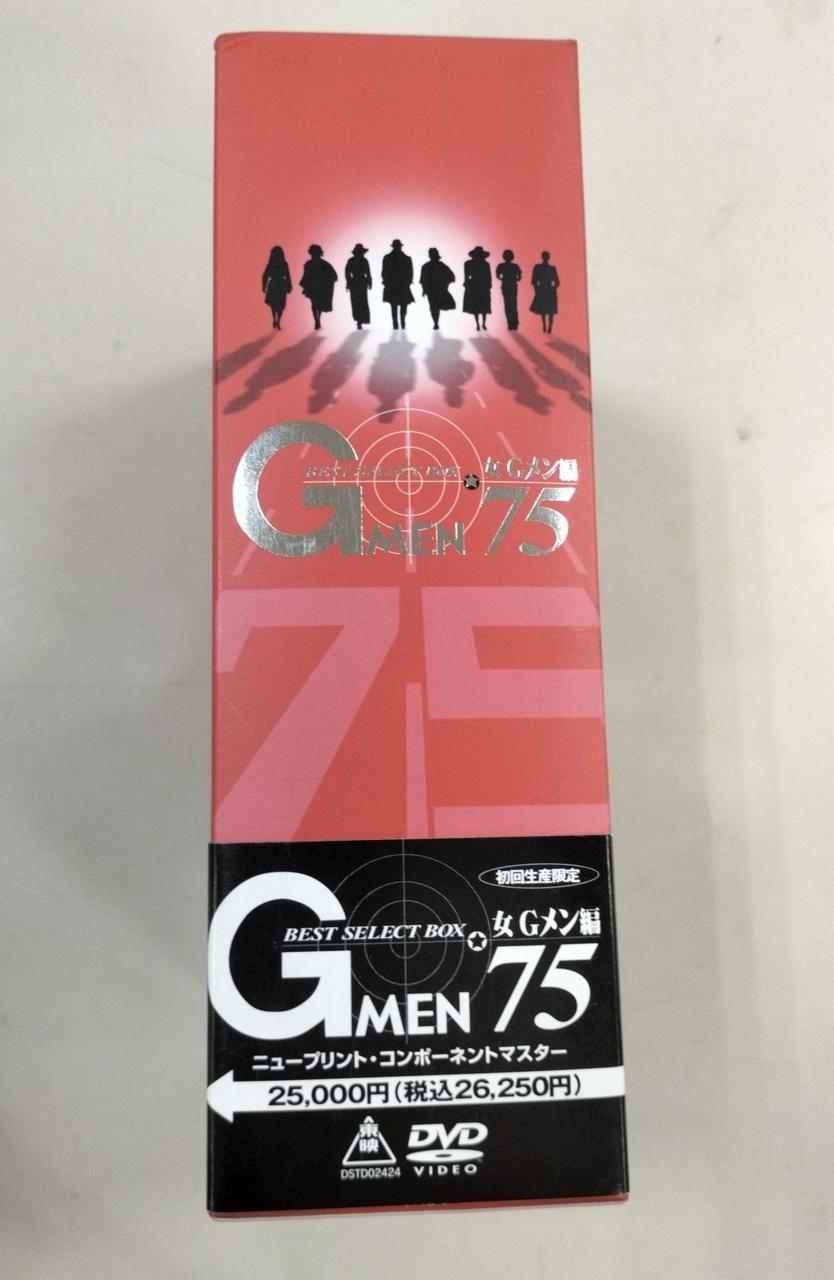 BEST SELECT BOX 女Gメン編
G MEN '75
75
初回生産限定
BEST SELECT BOX 女Gメン編
G MEN '75
ニュープリント・コンポーネントマスター
25,000円(税込26,250円)
東映
DVD
VIDEO
DSTD02424